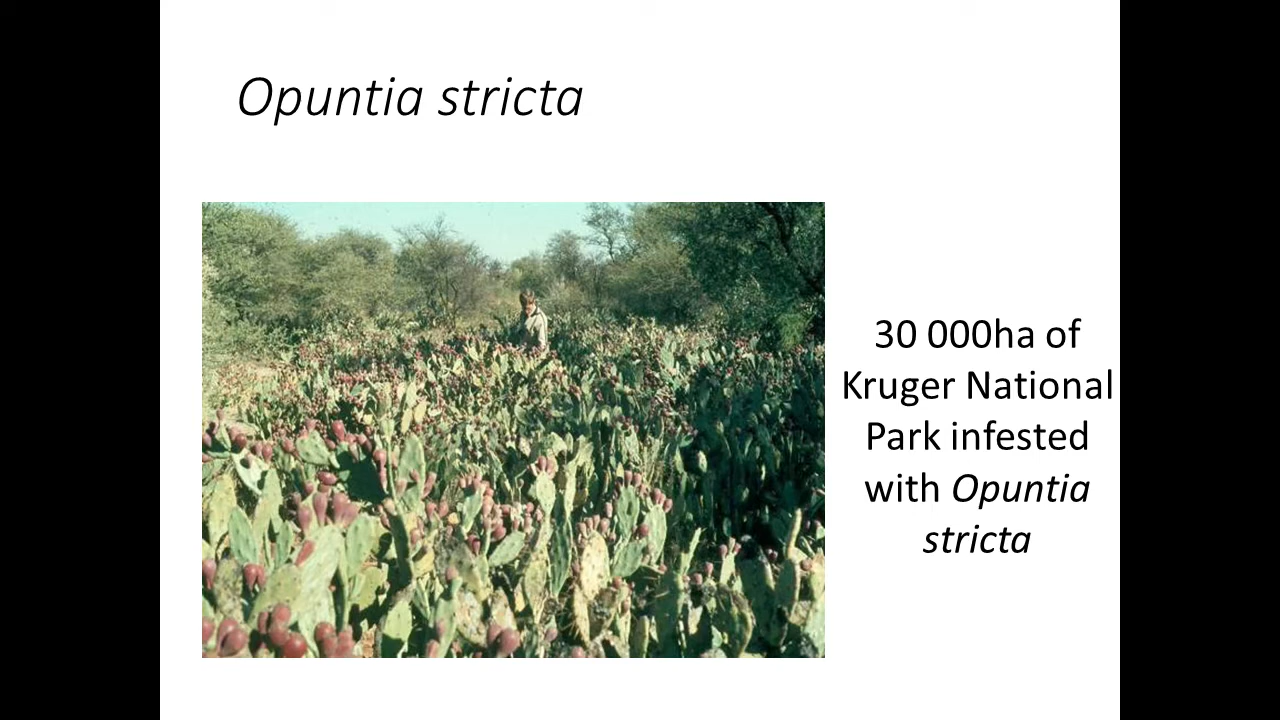 Opuntia stricta
30 000ha of
Kruger National
Park infested
with Opuntia
stricta